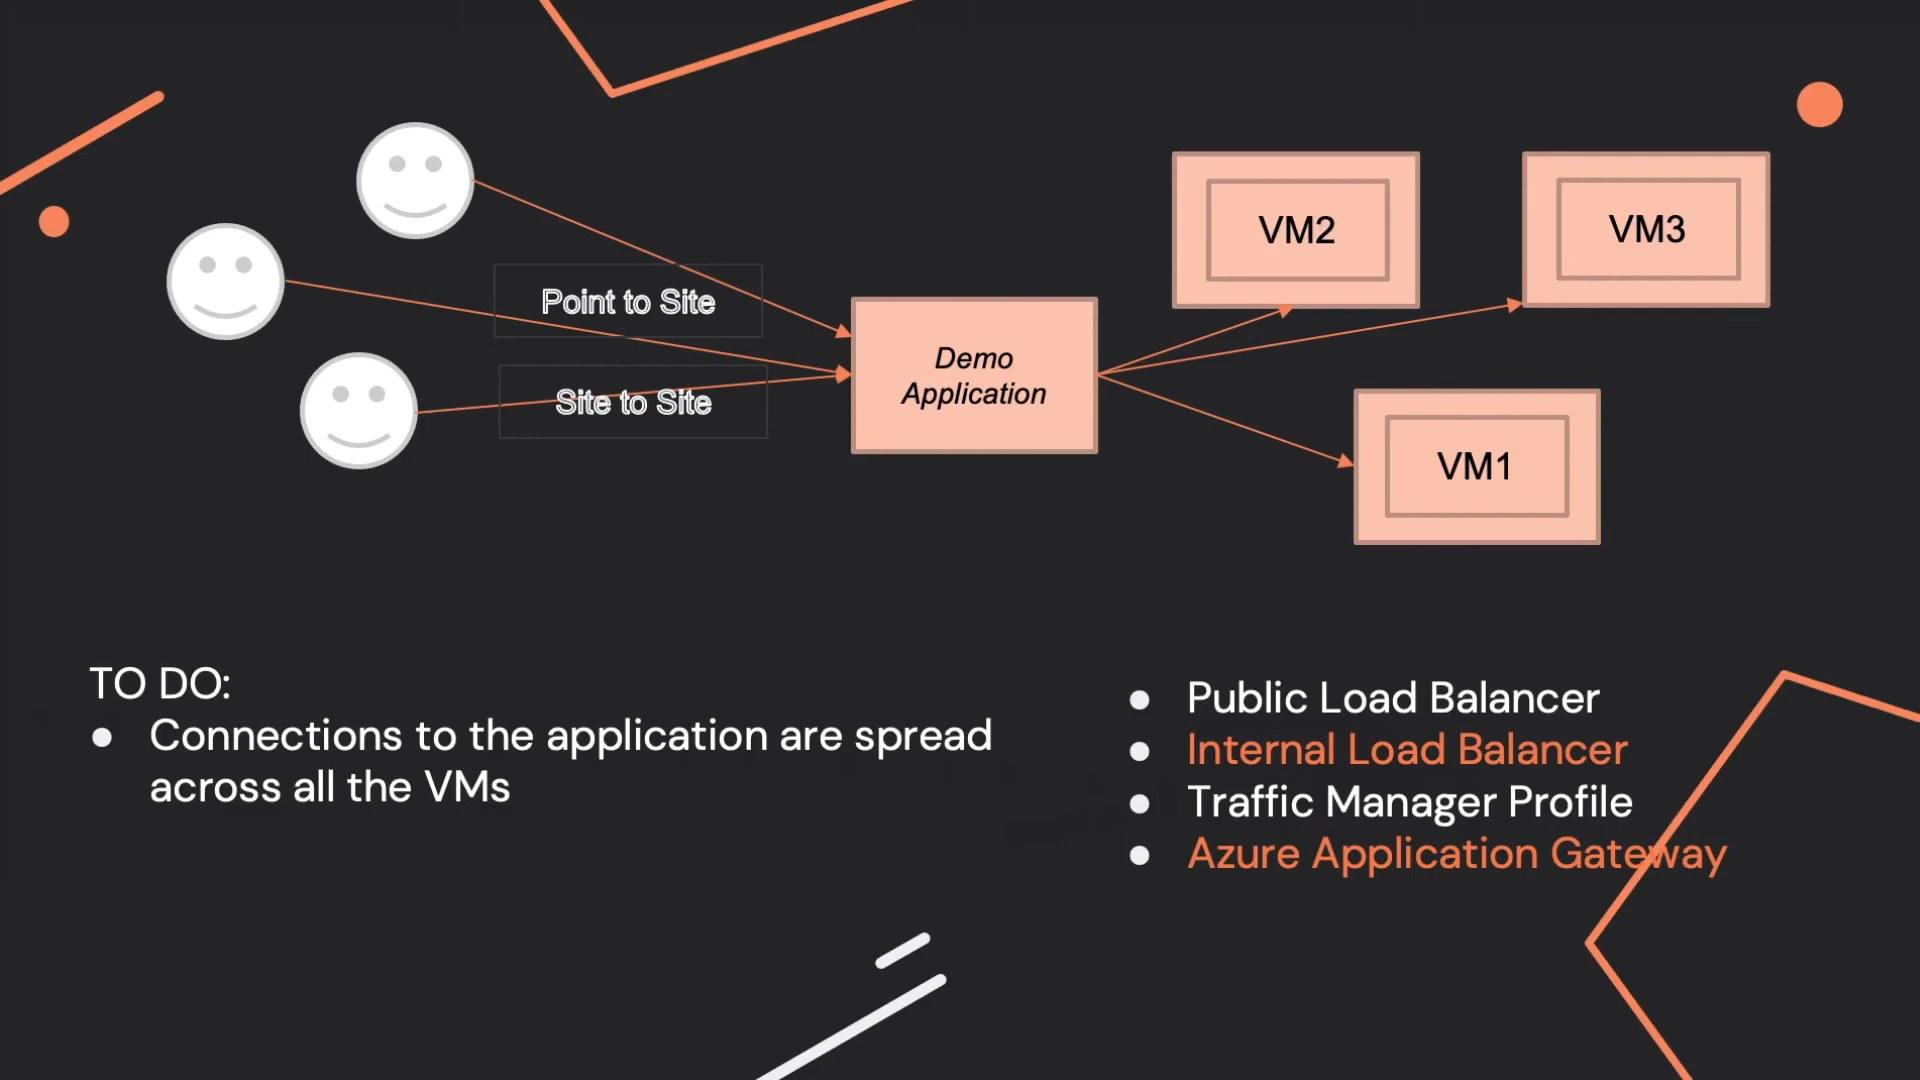 Point to Site
Site to Site
Demo
Application
VM2
VM3
VM1
TO DO:
● Connections to the application are spread
across all the VMs
● Public Load Balancer
● Internal Load Balancer
● Traffic Manager Profile
● Azure Application Gateway